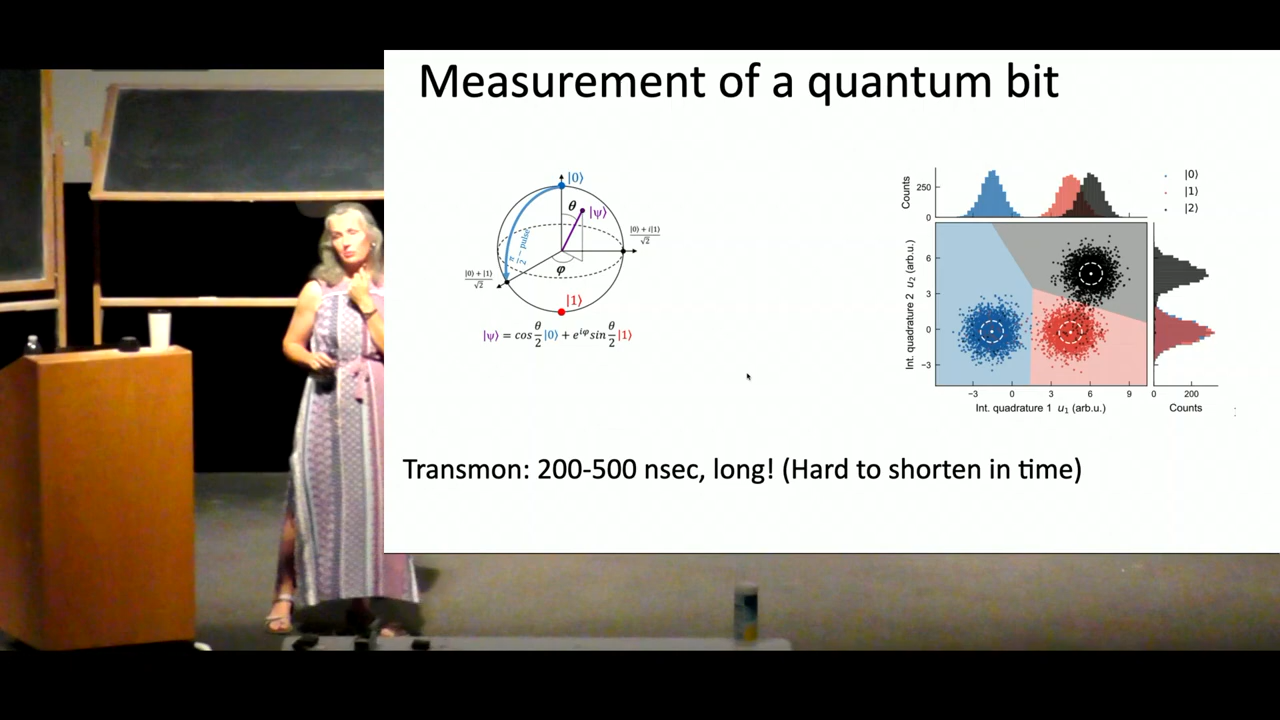 Measurement of a quantum bit
|0⟩
θ
|ψ⟩
π/2 – pulse
(|0⟩ + i|1⟩)/√2
φ
(|0⟩ + |1⟩)/√2
|1⟩
|ψ⟩ = cos θ/2 |0⟩ + e^{iφ} sin θ/2 |1⟩
Counts
250
0
|0⟩
|1⟩
|2⟩
Int. quadrature 2 u₂ (arb.u.)
6
3
0
−3
−3 0 3 6 9
Int. quadrature 1 u₁ (arb.u.)
0 200
Counts
Transmon: 200-500 nsec, long! (Hard to shorten in time)